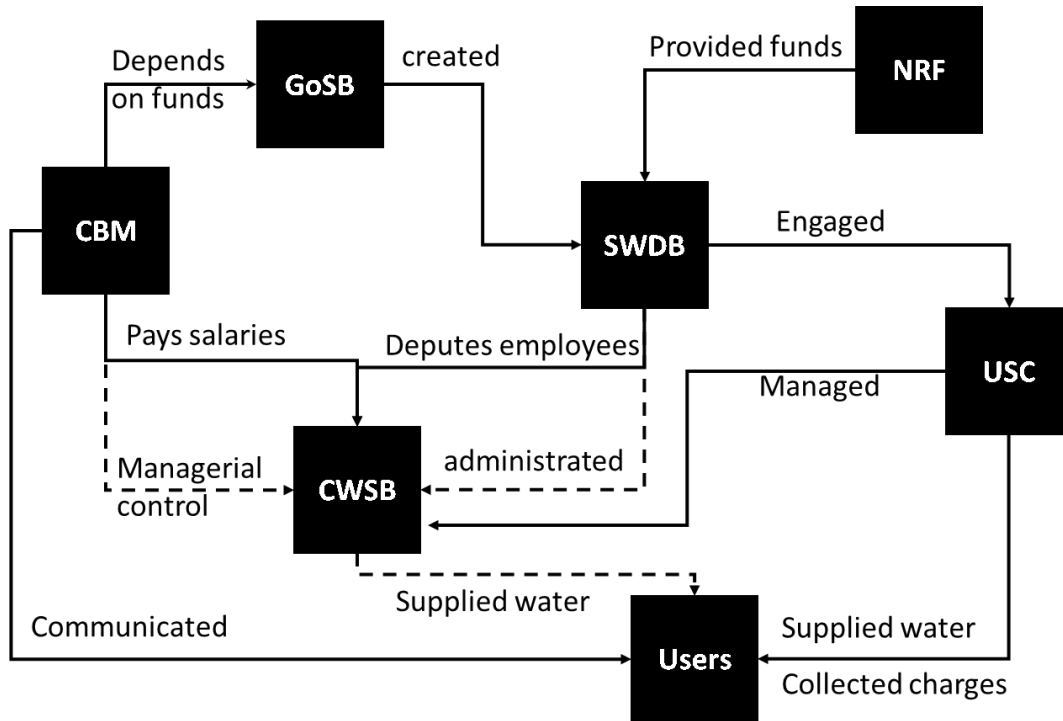 Provided funds
NRF
Depends
on funds
GoSB
created
CBM
SWDB
Engaged
Pays salaries
Deputes employees
USC
Managed
Managerial
control
CWSB
administrated
Supplied water
Communicated
Users
Supplied water
Collected charges